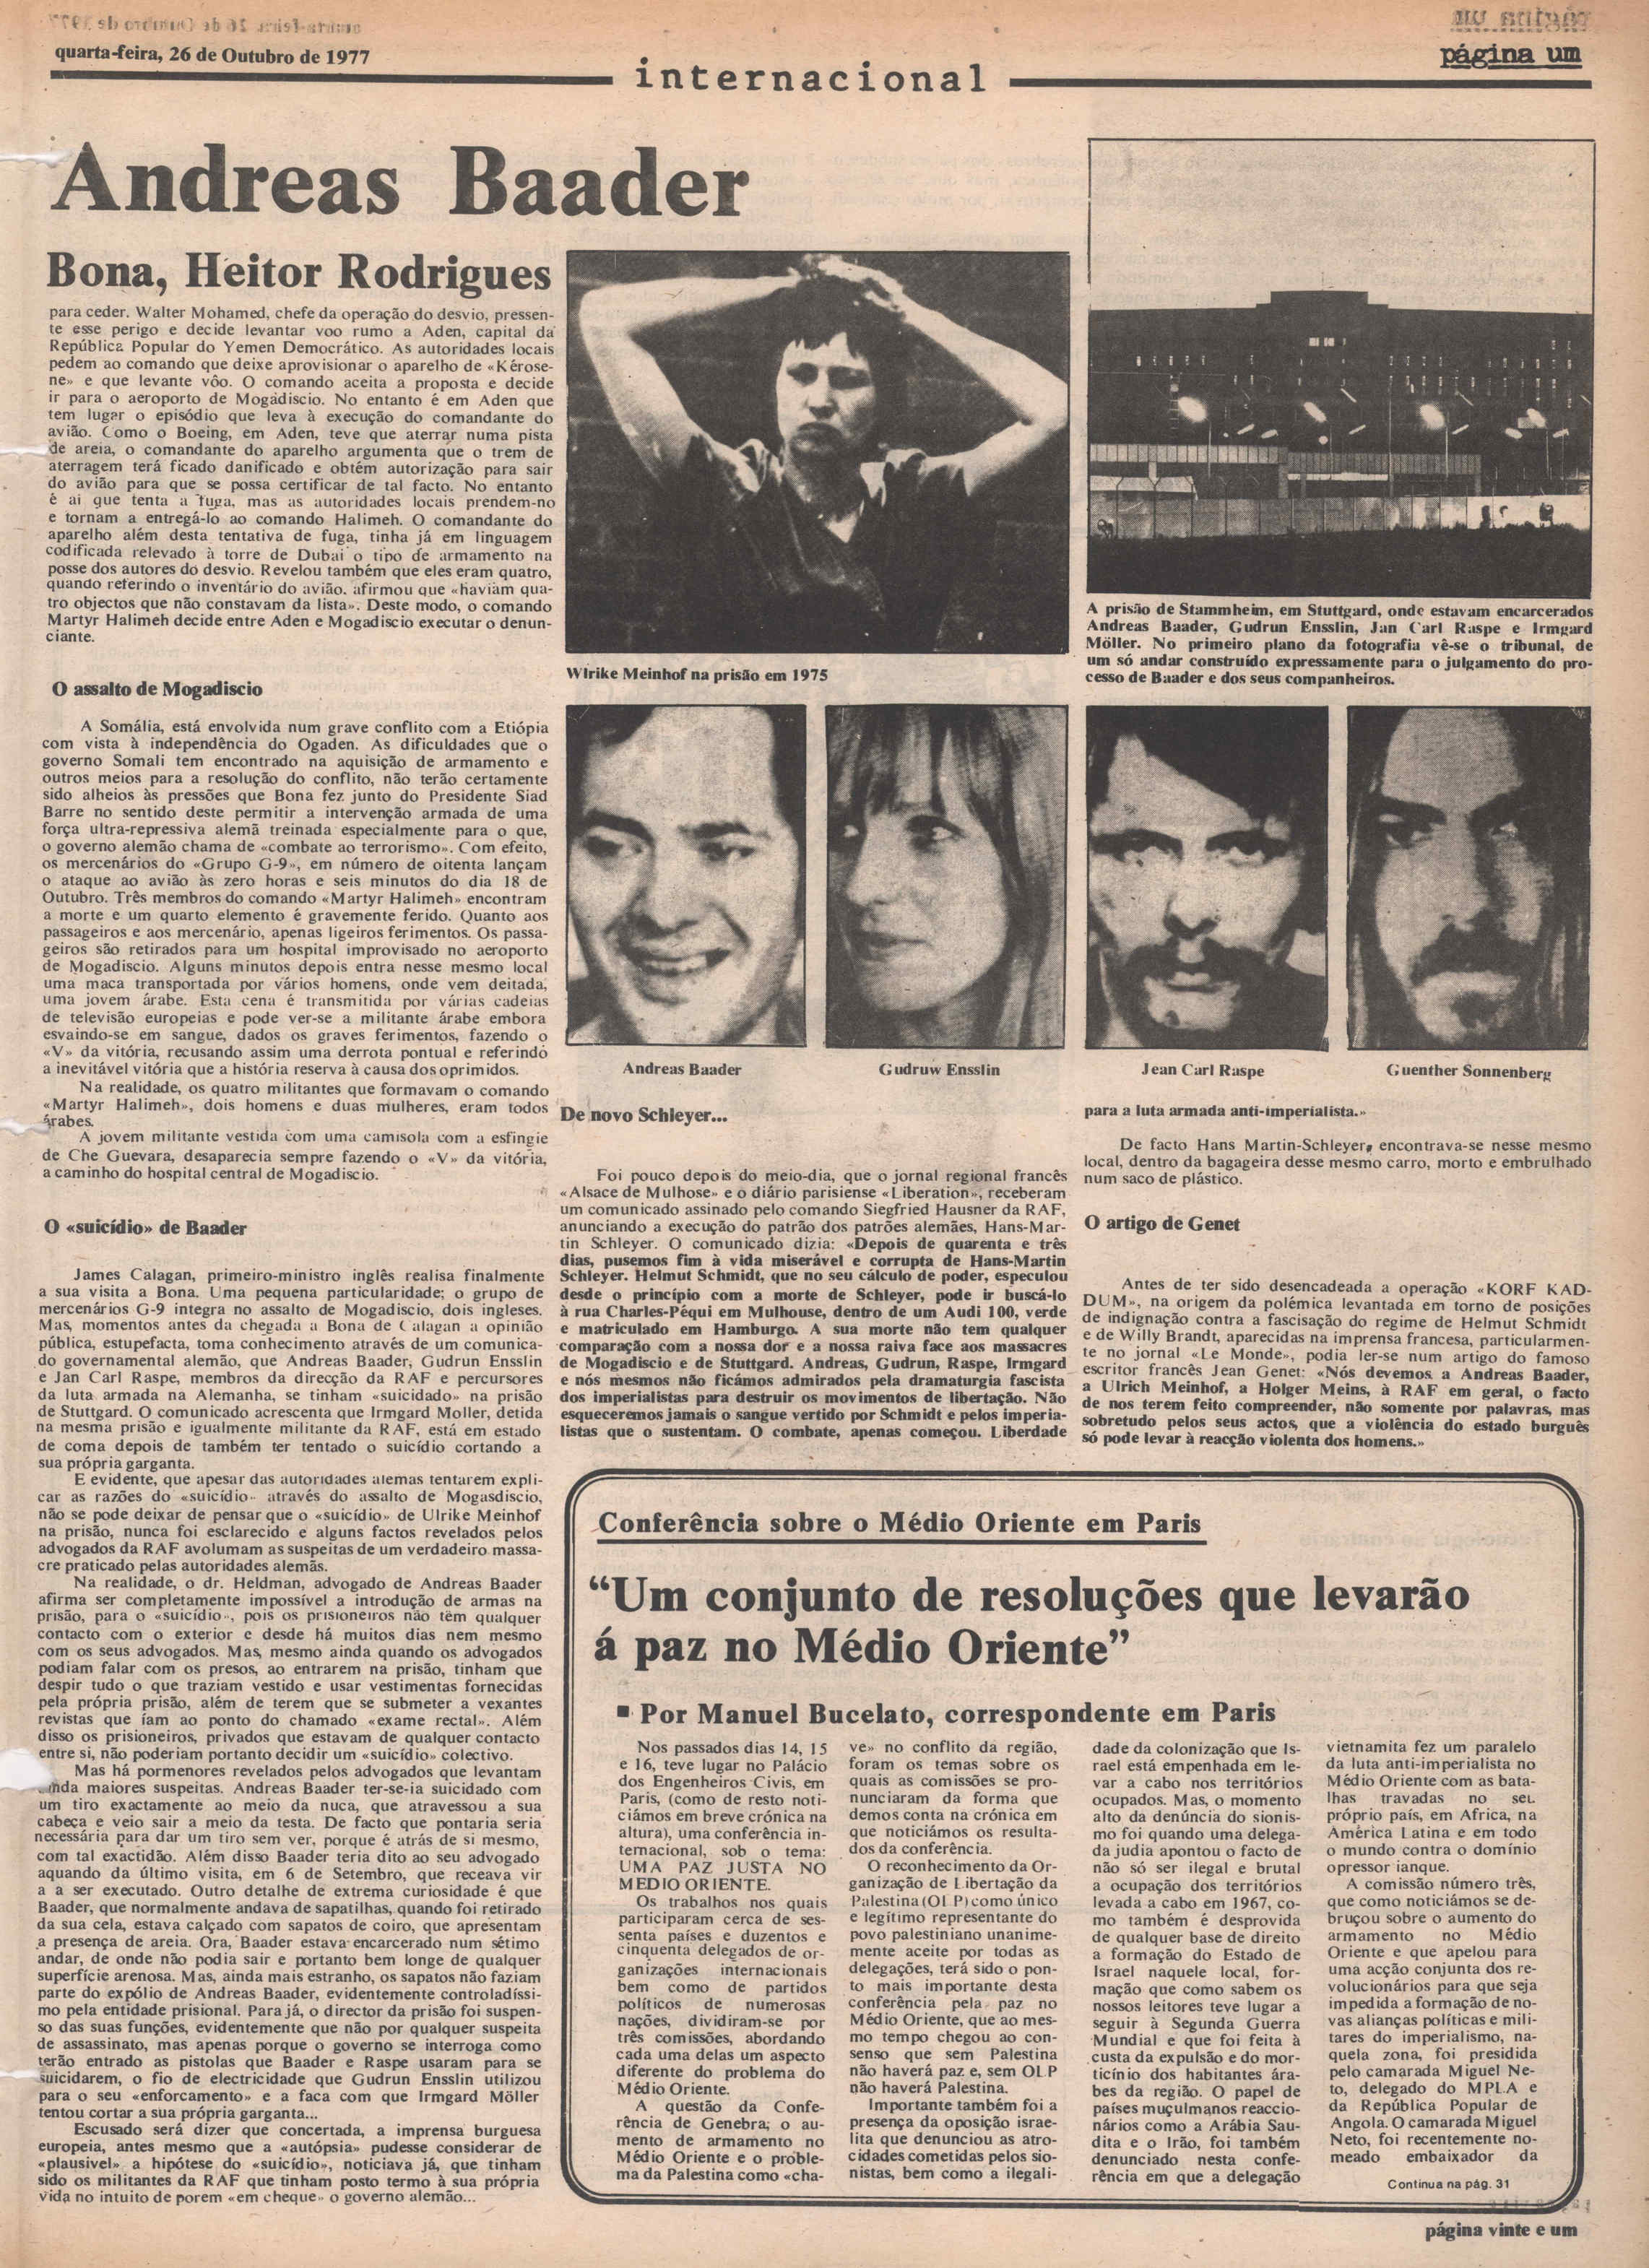 quarta-feira, 26 de Outubro de 1977
internacional
página um
Andreas Baader
Bona, Heitor Rodrigues
para ceder. Walter Mohamed, chefe da operação do desvio, pressen-
te esse perigo e decide levantar voo rumo a Aden, capital da
República Popular do Yemen Democrático. As autoridades locais
pedem ao comando que deixe aprovisionar o aparelho de «Kérose-
ne» e que levante vôo. O comando aceita a proposta e decide
ir para o aeroporto de Mogadiscio. No entanto é em Aden que
tem lugar o episódio que leva à execução do comandante do
avião. Como o Boeing, em Aden, teve que aterrar numa pista
de areia, o comandante do aparelho argumenta que o trem de
aterragem terá ficado danificado e obtém autorização para sair
do avião para que se possa certificar de tal facto. No entanto
é ai que tenta a fuga, mas as autoridades locais prendem-no
e tornam a entregá-lo ao comando Halimeh. O comandante do
aparelho além desta tentativa de fuga, tinha já em linguagem
codificada relevado à torre de Dubai o tipo de armamento na
posse dos autores do desvio. Revelou também que eles eram quatro,
quando referindo o inventário do avião. afirmou que «haviam qua-
tro objectos que não constavam da lista». Deste modo, o comando
Martyr Halimeh decide entre Aden e Mogadiscio executar o denun-
ciante.
O assalto de Mogadiscio
A Somália, está envolvida num grave conflito com a Etiópia
com vista à independência do Ogaden. As dificuldades que o
governo Somali tem encontrado na aquisição de armamento e
outros meios para a resolução do conflito, não terão certamente
sido alheios às pressões que Bona fez junto do Presidente Siad
Barre no sentido deste permitir a intervenção armada de uma
força ultra-repressiva alemã treinada especialmente para o que,
o governo alemão chama de «combate ao terrorismo». Com efeito,
os mercenários do «Grupo G-9», em número de oitenta lançam
o ataque ao avião às zero horas e seis minutos do dia 18 de
Outubro. Três membros do comando «Martyr Halimeh» encontram
a morte e um quarto elemento é gravemente ferido. Quanto aos
passageiros e aos mercenário, apenas ligeiros ferimentos. Os passa-
geiros são retirados para um hospital improvisado no aeroporto
de Mogadiscio. Alguns minutos depois entra nesse mesmo local
uma maca transportada por vários homens, onde vem deitada,
uma jovem árabe. Esta cena é transmitida por várias cadeias
de televisão europeias e pode ver-se a militante árabe embora
esvaindo-se em sangue, dados os graves ferimentos, fazendo o
«V» da vitória, recusando assim uma derrota pontual e referindo
a inevitável vitória que a história reserva à causa dos oprimidos.
Na realidade, os quatro militantes que formavam o comando
«Martyr Halimeh», dois homens e duas mulheres, eram todos
árabes.
A jovem militante vestida com uma camisola com a esfingie
de Che Guevara, desaparecia sempre fazendo o «V» da vitória,
a caminho do hospital central de Mogadiscio.
O «suicídio» de Baader
James Calagan, primeiro-ministro inglês realisa finalmente
a sua visita a Bona. Uma pequena particularidade; o grupo de
mercenários G-9 integra no assalto de Mogadiscio, dois ingleses.
Mas, momentos antes da chegada a Bona de Calagan a opinião
pública, estupefacta, toma conhecimento através de um comunica-
do governamental alemão, que Andreas Baader, Gudrun Ensslin
e Jan Carl Raspe, membros da direcção da RAF e percursores
da luta armada na Alemanha, se tinham «suicidado» na prisão
de Stuttgard. O comunicado acrescenta que Irmgard Moller, detida
na mesma prisão e igualmente militante da RAF, está em estado
de coma depois de também ter tentado o suicídio cortando a
sua própria garganta.
E evidente, que apesar das autoridades alemas tentarem expli-
car as razões do «suicídio» através do assalto de Mogasdiscio,
não se pode deixar de pensar que o «suicídio» de Ulrike Meinhof
na prisão, nunca foi esclarecido e alguns factos revelados pelos
advogados da RAF avolumam as suspeitas de um verdadeiro massa-
cre praticado pelas autoridades alemãs.
Na realidade, o dr. Heldman, advogado de Andreas Baader
afirma ser completamente impossível a introdução de armas na
prisão, para o «suicídio», pois os prisioneiros não têm qualquer
contacto com o exterior e desde há muitos dias nem mesmo
com os seus advogados. Mas, mesmo ainda quando os advogados
podiam falar com os presos, ao entrarem na prisão, tinham que
despir tudo o que traziam vestido e usar vestimentas fornecidas
pela própria prisão, além de terem que se submeter a vexantes
revistas que íam ao ponto do chamado «exame rectal». Além
disso os prisioneiros, privados que estavam de qualquer contacto
entre si, não poderiam portanto decidir um «suicídio» colectivo.
Mas há pormenores revelados pelos advogados que levantam
ainda maiores suspeitas. Andreas Baader ter-se-ia suicidado com
um tiro exactamente ao meio da nuca, que atravessou a sua
cabeça e veio sair a meio da testa. De facto que pontaria seria
necessária para dar um tiro sem ver, porque é atrás de si mesmo,
com tal exactidão. Além disso Baader teria dito ao seu advogado
aquando da último visita, em 6 de Setembro, que receava vir
a a ser executado. Outro detalhe de extrema curiosidade é que
Baader, que normalmente andava de sapatilhas, quando foi retirado
da sua cela, estava calçado com sapatos de coiro, que apresentam
a presença de areia. Ora, Baader estava encarcerado num sétimo
andar, de onde não podia sair e portanto bem longe de qualquer
superfície arenosa. Mas, ainda mais estranho, os sapatos não faziam
parte do expólio de Andreas Baader, evidentemente controladíssi-
mo pela entidade prisional. Para já, o director da prisão foi suspen-
so das suas funções, evidentemente que não por qualquer suspeita
de assassinato, mas apenas porque o governo se interroga como
terão entrado as pistolas que Baader e Raspe usaram para se
suicidarem, o fio de electricidade que Gudrun Ensslin utilizou
para o seu «enforcamento» e a faca com que Irmgard Möller
tentou cortar a sua própria garganta...
Escusado será dizer que concertada, a imprensa burguesa
europeia, antes mesmo que a «autópsia» pudesse considerar de
«plausivel» a hipótese do «suicídio», noticiava já, que tinham
sido os militantes da RAF que tinham posto termo à sua própria
vida no intuito de porem «em cheque» o governo alemão...
Wlrike Meinhof na prisão em 1975
A prisão de Stammheim, em Stuttgard, onde estavam encarcerados
Andreas Baader, Gudrun Ensslin, Jan Carl Raspe e Irmgard
Möller. No primeiro plano da fotografia vê-se o tribunal, de
um só andar construído expressamente para o julgamento do pro-
cesso de Baader e dos seus companheiros.
Andreas Baader
Gudruw Ensslin
Jean Carl Raspe
Guenther Sonnenberg
De novo Schleyer...
Foi pouco depois do meio-dia, que o jornal regional francês
«Alsace de Mulhose» e o diário parisiense «Liberation», receberam
um comunicado assinado pelo comando Siegfried Hausner da RAF,
anunciando a execução do patrão dos patrões alemães, Hans-Mar-
tin Schleyer. O comunicado dizia: «Depois de quarenta e três
dias, pusemos fim à vida miserável e corrupta de Hans-Martin
Schleyer. Helmut Schmidt, que no seu cálculo de poder, especulou
desde o princípio com a morte de Schleyer, pode ir buscá-lo
à rua Charles-Péqui em Mulhouse, dentro de um Audi 100, verde
e matriculado em Hamburgo. A sua morte não tem qualquer
comparação com a nossa dor e a nossa raiva face aos massacres
de Mogadiscio e de Stuttgard. Andreas, Gudrun, Raspe, Irmgard
e nós mesmos não ficámos admirados pela dramaturgia fascista
dos imperialistas para destruir os movimentos de libertação. Não
esqueceremos jamais o sangue vertido por Schmidt e pelos imperia-
listas que o sustentam. O combate, apenas começou. Liberdade
para a luta armada anti-imperialista.»
De facto Hans Martin-Schleyer, encontrava-se nesse mesmo
local, dentro da bagageira desse mesmo carro, morto e embrulhado
num saco de plástico.
O artigo de Genet
Antes de ter sido desencadeada a operação «KORF KAD-
DUM», na origem da polémica levantada em torno de posições
de indignação contra a fascisação do regime de Helmut Schmidt
e de Willy Brandt, aparecidas na imprensa francesa, particularmen-
te no jornal «Le Monde», podia ler-se num artigo do famoso
escritor francês Jean Genet: «Nós devemos a Andreas Baader,
a Ulrich Meinhof, a Holger Meins, à RAF em geral, o facto
de nos terem feito compreender, não somente por palavras, mas
sobretudo pelos seus actos, que a violência do estado burguês
só pode levar à reacção violenta dos homens.»
Conferência sobre o Médio Oriente em Paris
“Um conjunto de resoluções que levarão
á paz no Médio Oriente”
■ Por Manuel Bucelato, correspondente em Paris
Nos passados dias 14, 15
e 16, teve lugar no Palácio
dos Engenheiros Civis, em
Paris, (como de resto noti-
ciámos em breve crónica na
altura), uma conferência in-
ternacional, sob o tema:
UMA PAZ JUSTA NO
MEDIO ORIENTE.
Os trabalhos nos quais
participaram cerca de ses-
senta países e duzentos e
cinquenta delegados de or-
ganizações internacionais
bem como de partidos
políticos de numerosas
nações, dividiram-se por
três comissões, abordando
cada uma delas um aspecto
diferente do problema do
Médio Oriente.
A questão da Confe-
rência de Genebra; o au-
mento de armamento no
Médio Oriente e o proble-
ma da Palestina como «cha-
ve» no conflito da região,
foram os temas sobre os
quais as comissões se pro-
nunciaram da forma que
demos conta na crónica em
que noticiámos os resulta-
dos da conferência.
O reconhecimento da Or-
ganização de Libertação da
Palestina (OLP) como único
e legítimo representante do
povo palestiniano unanime-
mente aceite por todas as
delegações, terá sido o pon-
to mais importante desta
conferência pela paz no
Médio Oriente, que ao mes-
mo tempo chegou ao con-
senso que sem Palestina
não haverá paz e, sem OLP
não haverá Palestina.
Importante também foi a
presença da oposição israe-
lita que denunciou as atro-
cidades cometidas pelos sio-
nistas, bem como a ilegali-
dade da colonização que Is-
rael está empenhada em le-
var a cabo nos territórios
ocupados. Mas, o momento
alto da denúncia do sionis-
mo foi quando uma delega-
da judia apontou o facto de
não só ser ilegal e brutal
a ocupação dos territórios
levada a cabo em 1967, co-
mo também é desprovida
de qualquer base de direito
a formação do Estado de
Israel naquele local, for-
mação que como sabem os
nossos leitores teve lugar a
seguir à Segunda Guerra
Mundial e que foi feita à
custa da expulsão e do mor-
ticínio dos habitantes ára-
bes da região. O papel de
países muçulmanos reaccio-
nários como a Arábia Sau-
dita e o Irão, foi também
denunciado nesta confe-
rência em que a delegação
vietnamita fez um paralelo
da luta anti-imperialista no
Médio Oriente com as bata-
lhas travadas no seu
próprio país, em Africa, na
América Latina e em todo
o mundo contra o domínio
opressor ianque.
A comissão número três,
que como noticiámos se de-
bruçou sobre o aumento do
armamento no Médio
Oriente e que apelou para
uma acção conjunta dos re-
volucionários para que seja
impedida a formação de no-
vas alianças políticas e mili-
tares do imperialismo, na-
quela zona, foi presidida
pelo camarada Miguel Ne-
to, delegado do MPLA e
da República Popular de
Angola. O camarada Miguel
Neto, foi recentemente no-
meado embaixador da
Continua na pág. 31
página vinte e um